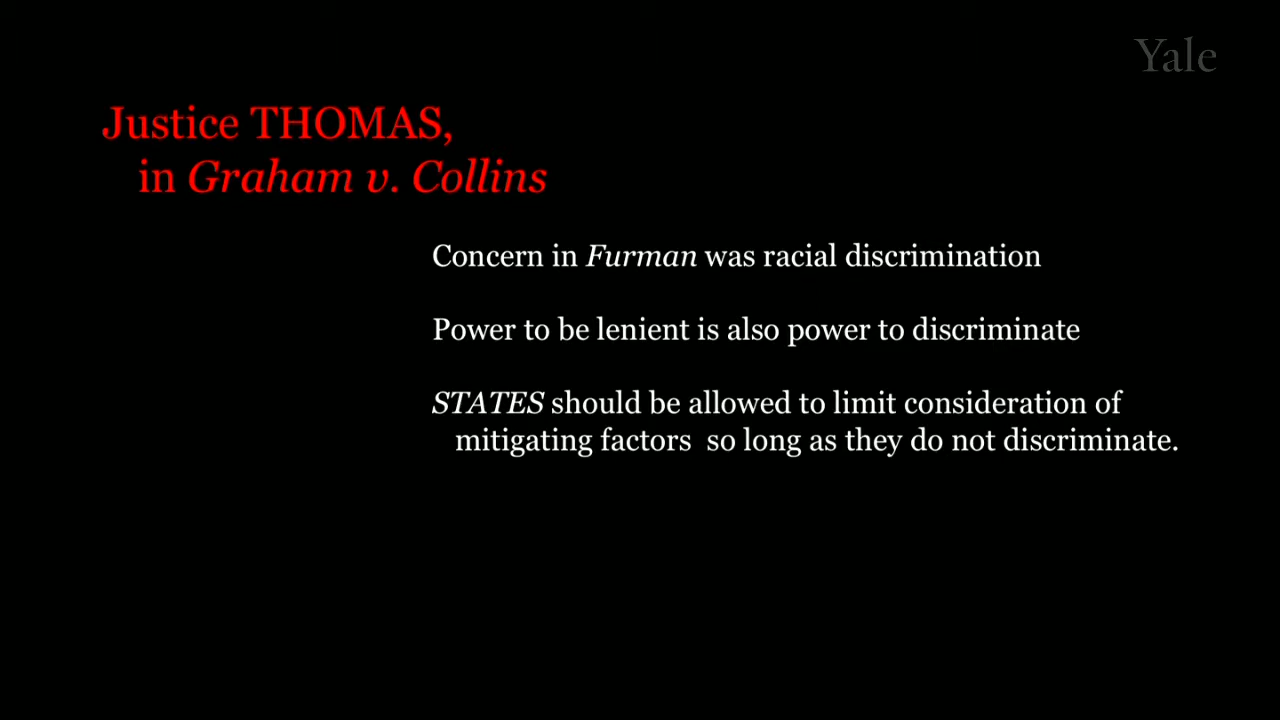 Yale
Justice THOMAS,
in Graham v. Collins
Concern in Furman was racial discrimination
Power to be lenient is also power to discriminate
STATES should be allowed to limit consideration of
mitigating factors so long as they do not discriminate.